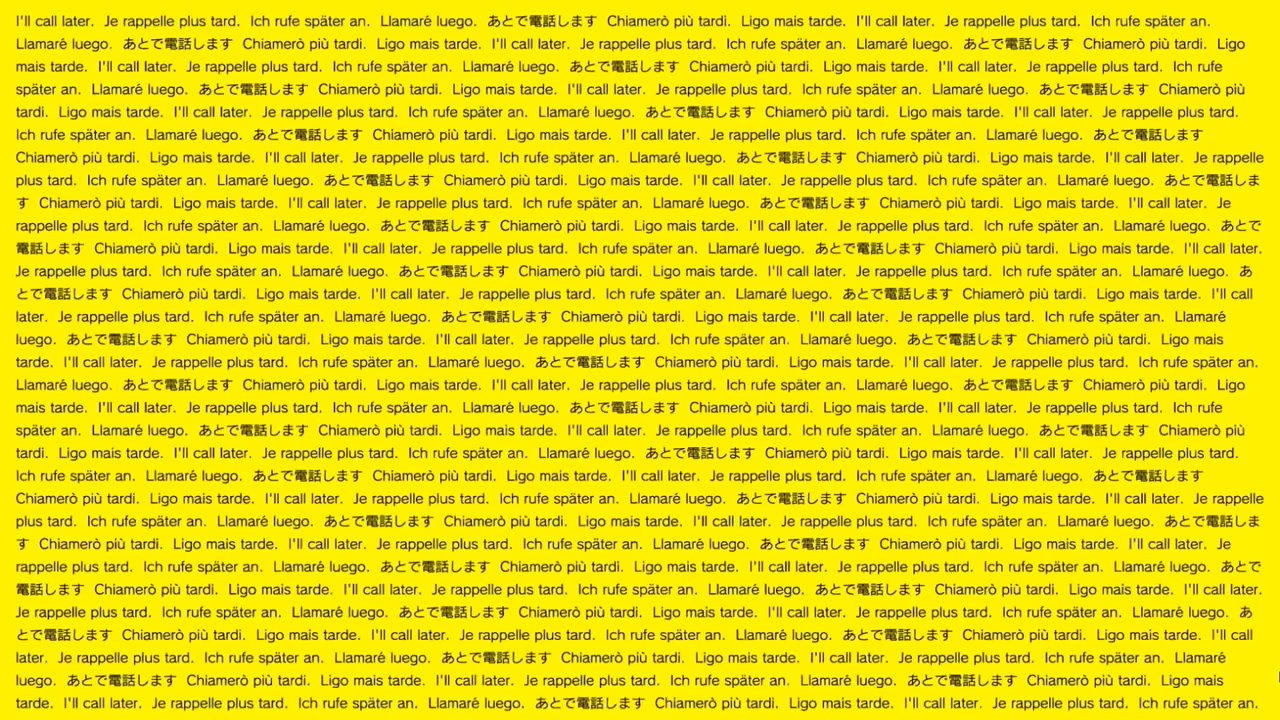 I'll call later. Je rappelle plus tard. Ich rufe später an. Llamaré luego. あとで電話します Chiamerò più tardi. Ligo mais tarde. I'll call later. Je rappelle plus tard. Ich rufe später an.
Llamaré luego. あとで電話します Chiamerò più tardi. Ligo mais tarde. I'll call later. Je rappelle plus tard. Ich rufe später an. Llamaré luego. あとで電話します Chiamerò più tardi. Ligo
mais tarde. I'll call later. Je rappelle plus tard. Ich rufe später an. Llamaré luego. あとで電話します Chiamerò più tardi. Ligo mais tarde. I'll call later. Je rappelle plus tard. Ich rufe
später an. Llamaré luego. あとで電話します Chiamerò più tardi. Ligo mais tarde. I'll call later. Je rappelle plus tard. Ich rufe später an. Llamaré luego. あとで電話します Chiamerò più
tardi. Ligo mais tarde. I'll call later. Je rappelle plus tard. Ich rufe später an. Llamaré luego. あとで電話します Chiamerò più tardi. Ligo mais tarde. I'll call later. Je rappelle plus tard.
Ich rufe später an. Llamaré luego. あとで電話します Chiamerò più tardi. Ligo mais tarde. I'll call later. Je rappelle plus tard. Ich rufe später an. Llamaré luego. あとで電話します
Chiamerò più tardi. Ligo mais tarde. I'll call later. Je rappelle plus tard. Ich rufe später an. Llamaré luego. あとで電話します Chiamerò più tardi. Ligo mais tarde. I'll call later. Je rappelle
plus tard. Ich rufe später an. Llamaré luego. あとで電話します Chiamerò più tardi. Ligo mais tarde. I'll call later. Je rappelle plus tard. Ich rufe später an. Llamaré luego. あとで電話しま
す Chiamerò più tardi. Ligo mais tarde. I'll call later. Je rappelle plus tard. Ich rufe später an. Llamaré luego. あとで電話します Chiamerò più tardi. Ligo mais tarde. I'll call later. Je
rappelle plus tard. Ich rufe später an. Llamaré luego. あとで電話します Chiamerò più tardi. Ligo mais tarde. I'll call later. Je rappelle plus tard. Ich rufe später an. Llamaré luego. あとで
電話します Chiamerò più tardi. Ligo mais tarde. I'll call later. Je rappelle plus tard. Ich rufe später an. Llamaré luego. あとで電話します Chiamerò più tardi. Ligo mais tarde. I'll call later.
Je rappelle plus tard. Ich rufe später an. Llamaré luego. あとで電話します Chiamerò più tardi. Ligo mais tarde. I'll call later. Je rappelle plus tard. Ich rufe später an. Llamaré luego. あ
とで電話します Chiamerò più tardi. Ligo mais tarde. I'll call later. Je rappelle plus tard. Ich rufe später an. Llamaré luego. あとで電話します Chiamerò più tardi. Ligo mais tarde. I'll call
later. Je rappelle plus tard. Ich rufe später an. Llamaré luego. あとで電話します Chiamerò più tardi. Ligo mais tarde. I'll call later. Je rappelle plus tard. Ich rufe später an. Llamaré
luego. あとで電話します Chiamerò più tardi. Ligo mais tarde. I'll call later. Je rappelle plus tard. Ich rufe später an. Llamaré luego. あとで電話します Chiamerò più tardi. Ligo mais
tarde. I'll call later. Je rappelle plus tard. Ich rufe später an. Llamaré luego. あとで電話します Chiamerò più tardi. Ligo mais tarde. I'll call later. Je rappelle plus tard. Ich rufe später an.
Llamaré luego. あとで電話します Chiamerò più tardi. Ligo mais tarde. I'll call later. Je rappelle plus tard. Ich rufe später an. Llamaré luego. あとで電話します Chiamerò più tardi. Ligo
mais tarde. I'll call later. Je rappelle plus tard. Ich rufe später an. Llamaré luego. あとで電話します Chiamerò più tardi. Ligo mais tarde. I'll call later. Je rappelle plus tard. Ich rufe
später an. Llamaré luego. あとで電話します Chiamerò più tardi. Ligo mais tarde. I'll call later. Je rappelle plus tard. Ich rufe später an. Llamaré luego. あとで電話します Chiamerò più
tardi. Ligo mais tarde. I'll call later. Je rappelle plus tard. Ich rufe später an. Llamaré luego. あとで電話します Chiamerò più tardi. Ligo mais tarde. I'll call later. Je rappelle plus tard.
Ich rufe später an. Llamaré luego. あとで電話します Chiamerò più tardi. Ligo mais tarde. I'll call later. Je rappelle plus tard. Ich rufe später an. Llamaré luego. あとで電話します
Chiamerò più tardi. Ligo mais tarde. I'll call later. Je rappelle plus tard. Ich rufe später an. Llamaré luego. あとで電話します Chiamerò più tardi. Ligo mais tarde. I'll call later. Je rappelle
plus tard. Ich rufe später an. Llamaré luego. あとで電話します Chiamerò più tardi. Ligo mais tarde. I'll call later. Je rappelle plus tard. Ich rufe später an. Llamaré luego. あとで電話しま
す Chiamerò più tardi. Ligo mais tarde. I'll call later. Je rappelle plus tard. Ich rufe später an. Llamaré luego. あとで電話します Chiamerò più tardi. Ligo mais tarde. I'll call later. Je
rappelle plus tard. Ich rufe später an. Llamaré luego. あとで電話します Chiamerò più tardi. Ligo mais tarde. I'll call later. Je rappelle plus tard. Ich rufe später an. Llamaré luego. あとで
電話します Chiamerò più tardi. Ligo mais tarde. I'll call later. Je rappelle plus tard. Ich rufe später an. Llamaré luego. あとで電話します Chiamerò più tardi. Ligo mais tarde. I'll call later.
Je rappelle plus tard. Ich rufe später an. Llamaré luego. あとで電話します Chiamerò più tardi. Ligo mais tarde. I'll call later. Je rappelle plus tard. Ich rufe später an. Llamaré luego. あ
とで電話します Chiamerò più tardi. Ligo mais tarde. I'll call later. Je rappelle plus tard. Ich rufe später an. Llamaré luego. あとで電話します Chiamerò più tardi. Ligo mais tarde. I'll call
later. Je rappelle plus tard. Ich rufe später an. Llamaré luego. あとで電話します Chiamerò più tardi. Ligo mais tarde. I'll call later. Je rappelle plus tard. Ich rufe später an. Llamaré
luego. あとで電話します Chiamerò più tardi. Ligo mais tarde. I'll call later. Je rappelle plus tard. Ich rufe später an. Llamaré luego. あとで電話します Chiamerò più tardi. Ligo mais
tarde. I'll call later. Je rappelle plus tard. Ich rufe später an. Llamaré luego. あとで電話します Chiamerò più tardi. Ligo mais tarde. I'll call later. Je rappelle plus tard. Ich rufe später an.